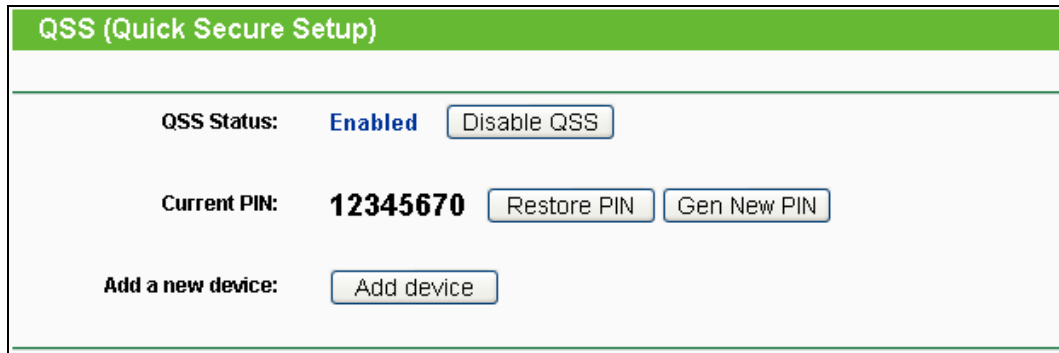 QSS (Quick Secure Setup)
QSS Status: Enabled Disable QSS
Current PIN: 12345670 Restore PIN Gen New PIN
Add a new device: Add device